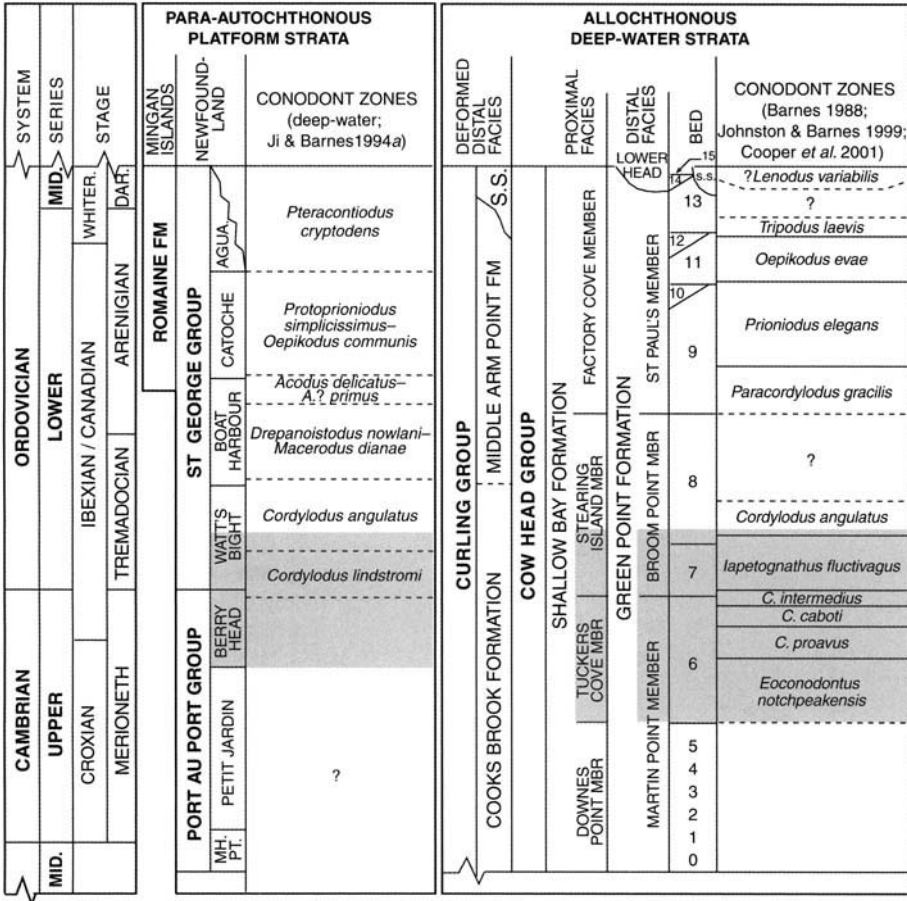 PARA-AUTOCHTHONOUS
PLATFORM STRATA
ALLOCHTHONOUS
DEEP-WATER STRATA
SYSTEM
SERIES
STAGE
MINGAN
ISLANDS
NEWFOUND-
LAND
CONODONT ZONES
(deep-water;
Ji & Barnes1994a)
DEFORMED
DISTAL
FACIES
PROXIMAL
FACIES
DISTAL
FACIES
BED
CONODONT ZONES
(Barnes 1988;
Johnston & Barnes 1999;
Cooper et al. 2001)
ORDOVICIAN
CAMBRIAN
MID.
LOWER
UPPER
MID.
WHITER.
IBEXIAN / CANADIAN
CROXIAN
DAR.
ARENIGIAN
TREMADOCIAN
MERIONETH
ROMAINE FM
ST GEORGE GROUP
PORT AU PORT GROUP
AGUA.
CATOCHE
BOAT
HARBOUR
WATT'S
BIGHT
BERRY
HEAD
PETIT JARDIN
MH.
PT.
Pteracontiodus
cryptodens
Protoprioniodus
simplicissimus–
Oepikodus communis
Acodus delicatus–
A.? primus
Drepanoistodus nowlani–
Macerodus dianae
Cordylodus angulatus
Cordylodus lindstromi
?
CURLING GROUP
S.S.
MIDDLE ARM POINT FM
COOKS BROOK FORMATION
COW HEAD GROUP
SHALLOW BAY FORMATION
FACTORY COVE MEMBER
STEARING
ISLAND MBR
TUCKERS
COVE MBR
DOWNES
POINT MBR
GREEN POINT FORMATION
LOWER
HEAD
ST PAUL'S MEMBER
BROOM POINT MBR
MARTIN POINT MEMBER
15
14
S.S.
13
12
11
10
9
8
7
6
5
4
3
2
1
0
?Lenodus variabilis
?
Tripodus laevis
Oepikodus evae
Prioniodus elegans
Paracordylodus gracilis
?
Cordylodus angulatus
Iapetognathus fluctivagus
C. intermedius
C. caboti
C. proavus
Eoconodontus
notchpeakensis